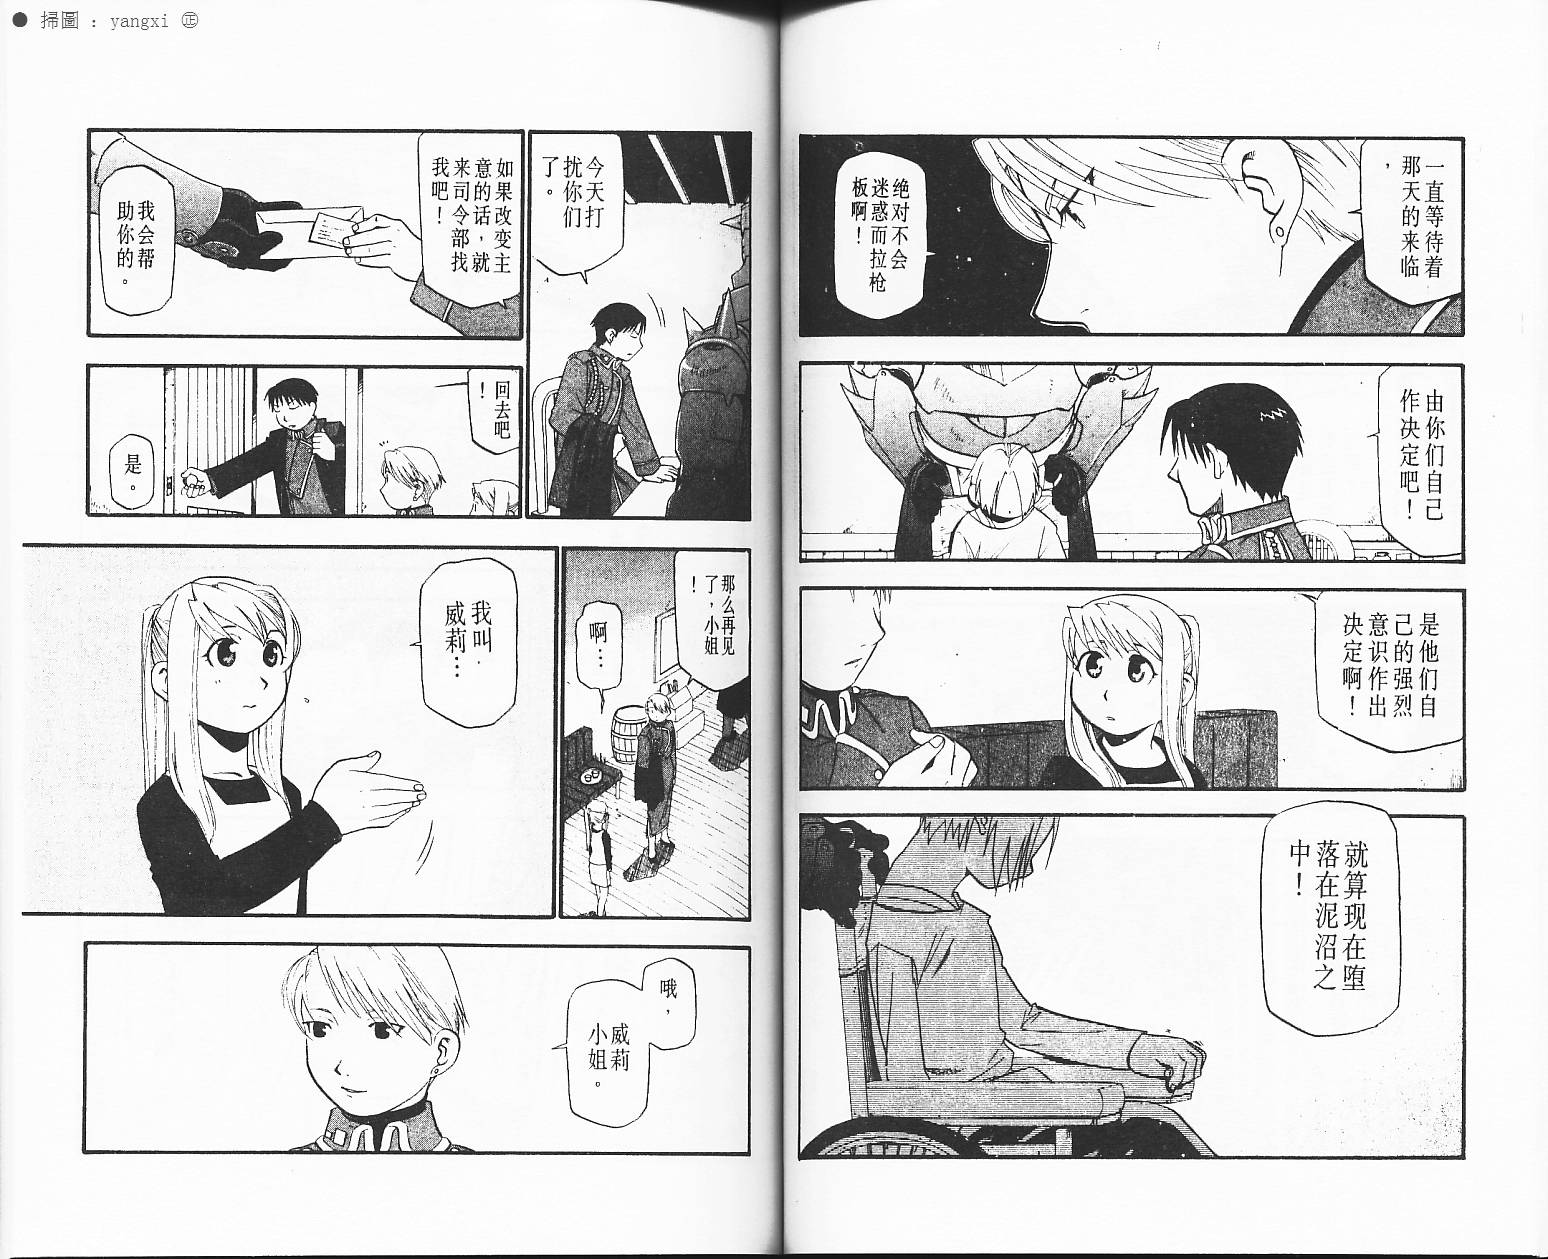 ● 掃圖 : yangxi ㊣
一直等待着
那天的来临，
绝对不会
迷惑而拉枪
板啊！
由你们自己
作决定吧！
是他们自
己的强烈
意识作出
决定啊！
就算现在堕
落在泥沼之
中！
今天打
扰你们
了。
如果改变主
意的话，就
来司令部找
我吧！
我会帮
助你的。
回去吧
！
是。
那么再见
了，小姐
！
啊…
我叫
威莉…
哦，
威莉
小姐。